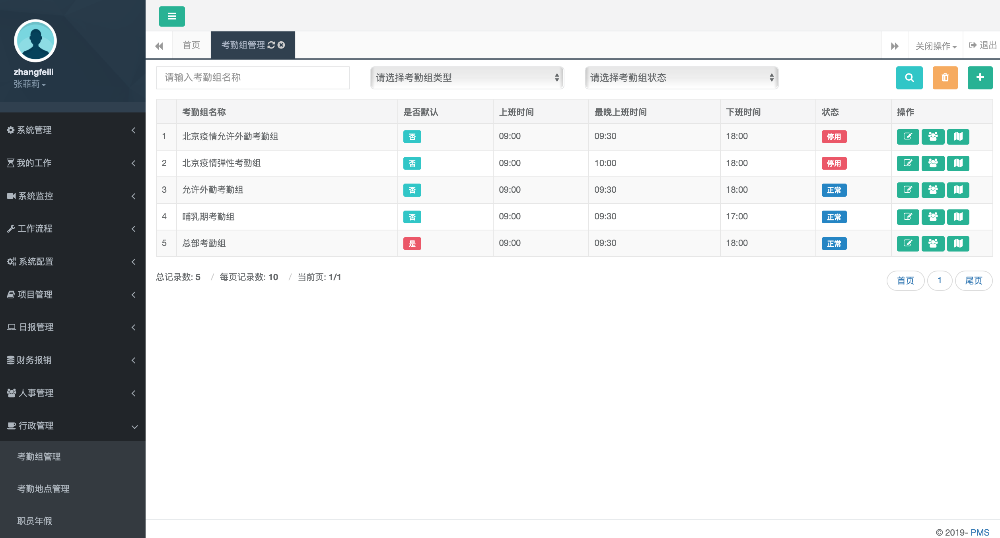 zhangfeili
张菲莉
系统管理
我的工作
系统监控
工作流程
系统配置
项目管理
日报管理
财务报销
人事管理
行政管理
考勤组管理
考勤地点管理
职员年假
首页 考勤组管理 关闭操作 退出
请输入考勤组名称 请选择考勤组类型 请选择考勤组状态
考勤组名称 是否默认 上班时间 最晚上班时间 下班时间 状态 操作
1 北京疫情允许外勤考勤组 否 09:00 09:30 18:00 停用
2 北京疫情弹性考勤组 否 09:00 10:00 18:00 停用
3 允许外勤考勤组 否 09:00 09:30 18:00 正常
4 哺乳期考勤组 否 09:00 09:30 17:00 正常
5 总部考勤组 是 09:00 09:30 18:00 正常
总记录数: 5 / 每页记录数: 10 / 当前页: 1/1 首页 1 尾页
© 2019- PMS